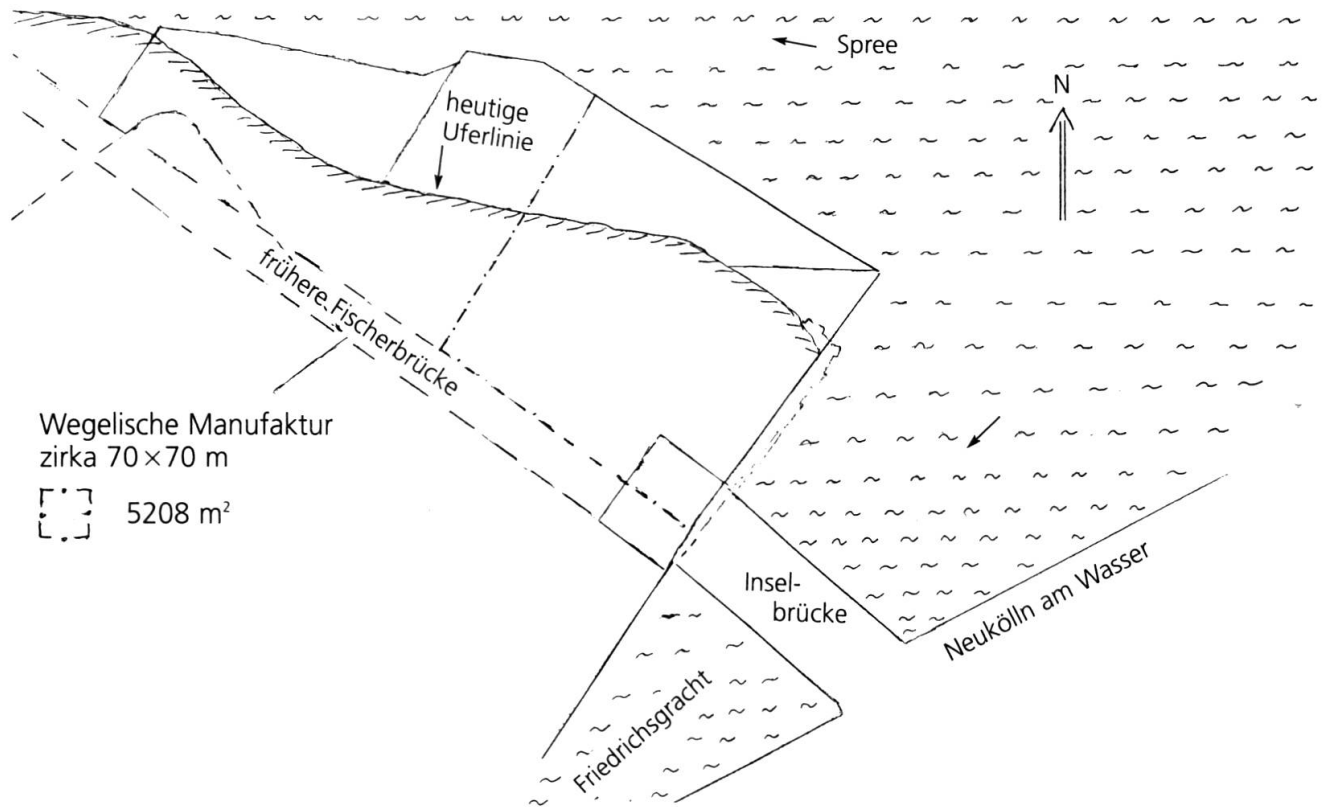 Spree
N
heutige
Uferlinie
frühere Fischerbrücke
Wegelische Manufaktur
zirka 70 × 70 m
5208 m²
Insel-
brücke
Neukölln am Wasser
Friedrichsgracht